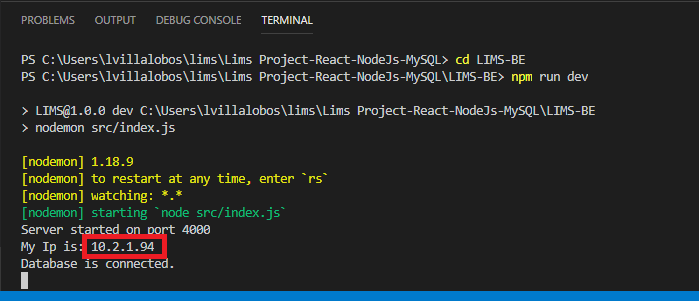 PROBLEMS OUTPUT DEBUG CONSOLE TERMINAL
PS C:\Users\lvillalobos\lims\Lims Project-React-NodeJs-MySQL> cd LIMS-BE
PS C:\Users\lvillalobos\lims\Lims Project-React-NodeJs-MySQL\LIMS-BE> npm run dev
> LIMS@1.0.0 dev C:\Users\lvillalobos\lims\Lims Project-React-NodeJs-MySQL\LIMS-BE
> nodemon src/index.js
[nodemon] 1.18.9
[nodemon] to restart at any time, enter `rs`
[nodemon] watching: *.*
[nodemon] starting `node src/index.js`
Server started on port 4000
My Ip is: 10.2.1.94
Database is connected.